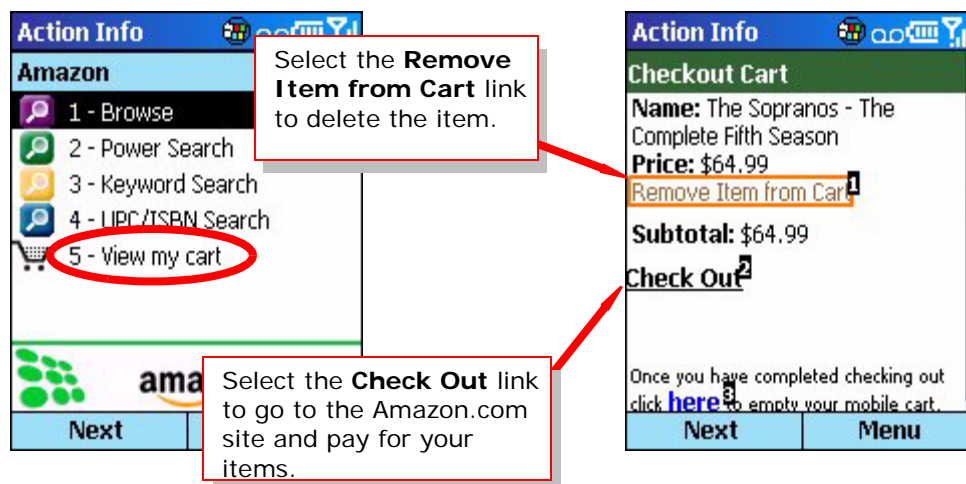 Action Info
Amazon
1 - Browse
2 - Power Search
3 - Keyword Search
4 - UPC/ISBN Search
5 - View my cart
ama
Next
Select the Remove
Item from Cart link
to delete the item.
Select the Check Out link
to go to the Amazon.com
site and pay for your
items.
Action Info
Checkout Cart
Name: The Sopranos - The
Complete Fifth Season
Price: $64.99
Remove Item from Cart 1
Subtotal: $64.99
Check Out 2
Once you have completed checking out
click here 3 to empty your mobile cart.
Next Menu